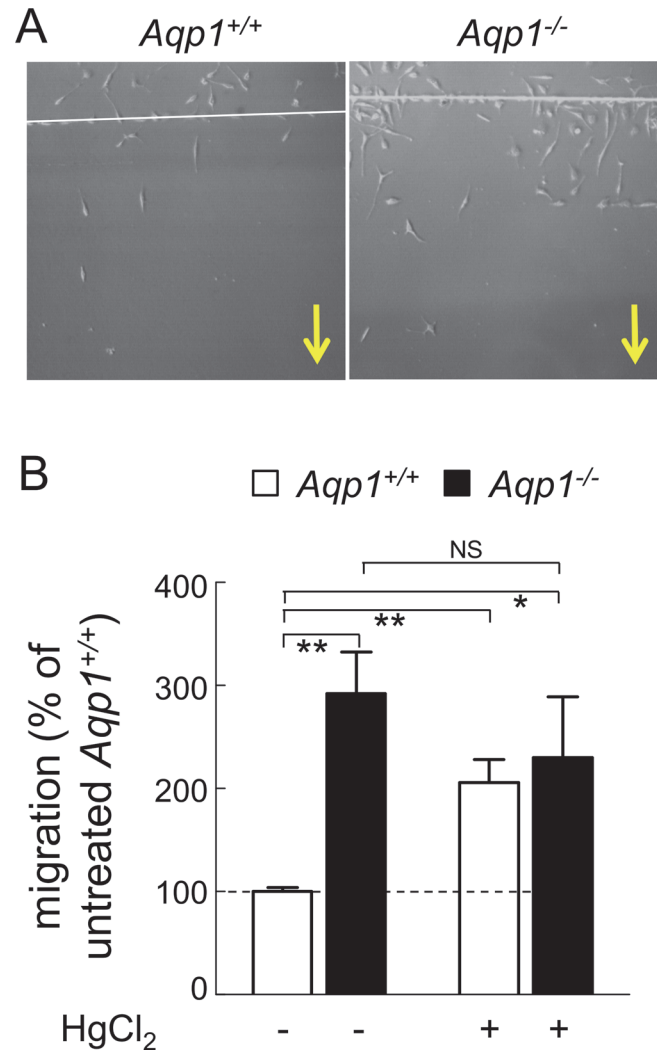 A
Aqp1+/+ Aqp1-/-
B
Aqp1+/+ Aqp1-/-
NS
*
**
**
migration (% of
untreated Aqp1+/+)
400
300
200
100
0
HgCl2 - - + +